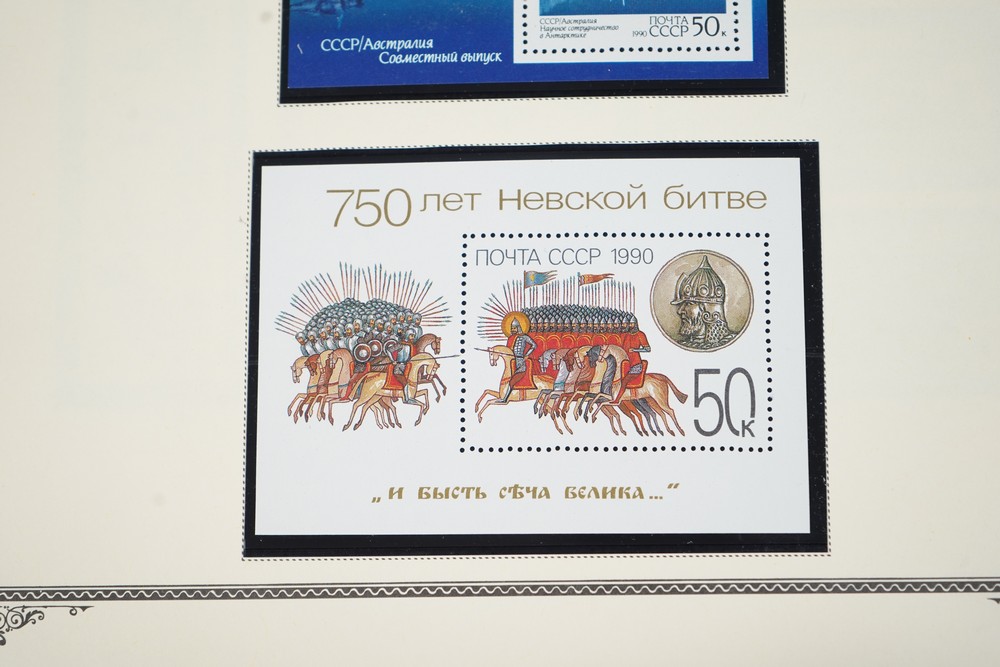 СССР/Австралия
Совместный выпуск
СССР/Австралия
Научное сотрудничество
в Антарктике
1990
ПОЧТА
СССР 50 к
750 лет Невской битве
ПОЧТА СССР 1990
50 к
„И БЫСТЬ СѢЧА ВЕЛИКА...“